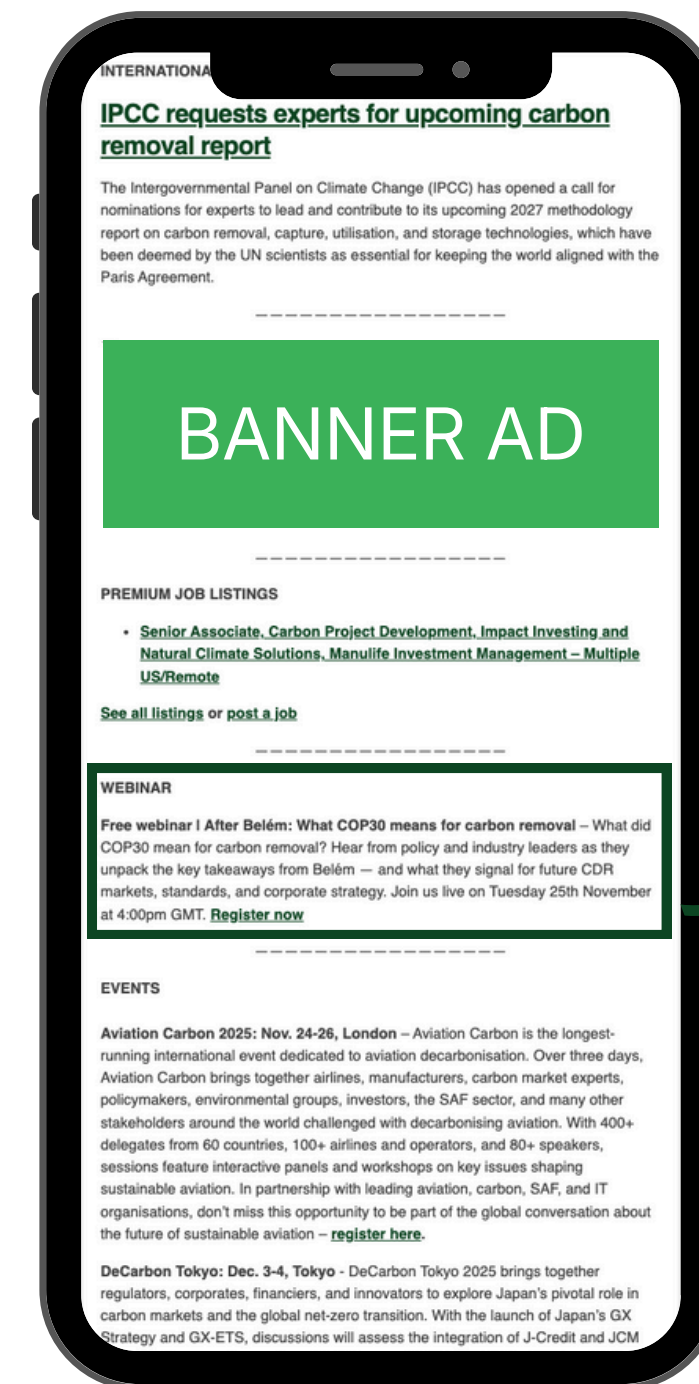 INTERNATIONA
IPCC requests experts for upcoming carbon
removal report
The Intergovernmental Panel on Climate Change (IPCC) has opened a call for
nominations for experts to lead and contribute to its upcoming 2027 methodology
report on carbon removal, capture, utilisation, and storage technologies, which have
been deemed by the UN scientists as essential for keeping the world aligned with the
Paris Agreement.
_________________
BANNER AD
_________________
PREMIUM JOB LISTINGS
• Senior Associate, Carbon Project Development, Impact Investing and
Natural Climate Solutions, Manulife Investment Management – Multiple
US/Remote
See all listings or post a job
_________________
WEBINAR
Free webinar I After Belém: What COP30 means for carbon removal – What did
COP30 mean for carbon removal? Hear from policy and industry leaders as they
unpack the key takeaways from Belém — and what they signal for future CDR
markets, standards, and corporate strategy. Join us live on Tuesday 25th November
at 4:00pm GMT. Register now
_________________
EVENTS
Aviation Carbon 2025: Nov. 24-26, London – Aviation Carbon is the longest-
running international event dedicated to aviation decarbonisation. Over three days,
Aviation Carbon brings together airlines, manufacturers, carbon market experts,
policymakers, environmental groups, investors, the SAF sector, and many other
stakeholders around the world challenged with decarbonising aviation. With 400+
delegates from 60 countries, 100+ airlines and operators, and 80+ speakers,
sessions feature interactive panels and workshops on key issues shaping
sustainable aviation. In partnership with leading aviation, carbon, SAF, and IT
organisations, don't miss this opportunity to be part of the global conversation about
the future of sustainable aviation – register here.
DeCarbon Tokyo: Dec. 3-4, Tokyo - DeCarbon Tokyo 2025 brings together
regulators, corporates, financiers, and innovators to explore Japan's pivotal role in
carbon markets and the global net-zero transition. With the launch of Japan's GX
Strategy and GX-ETS, discussions will assess the integration of J-Credit and JCM